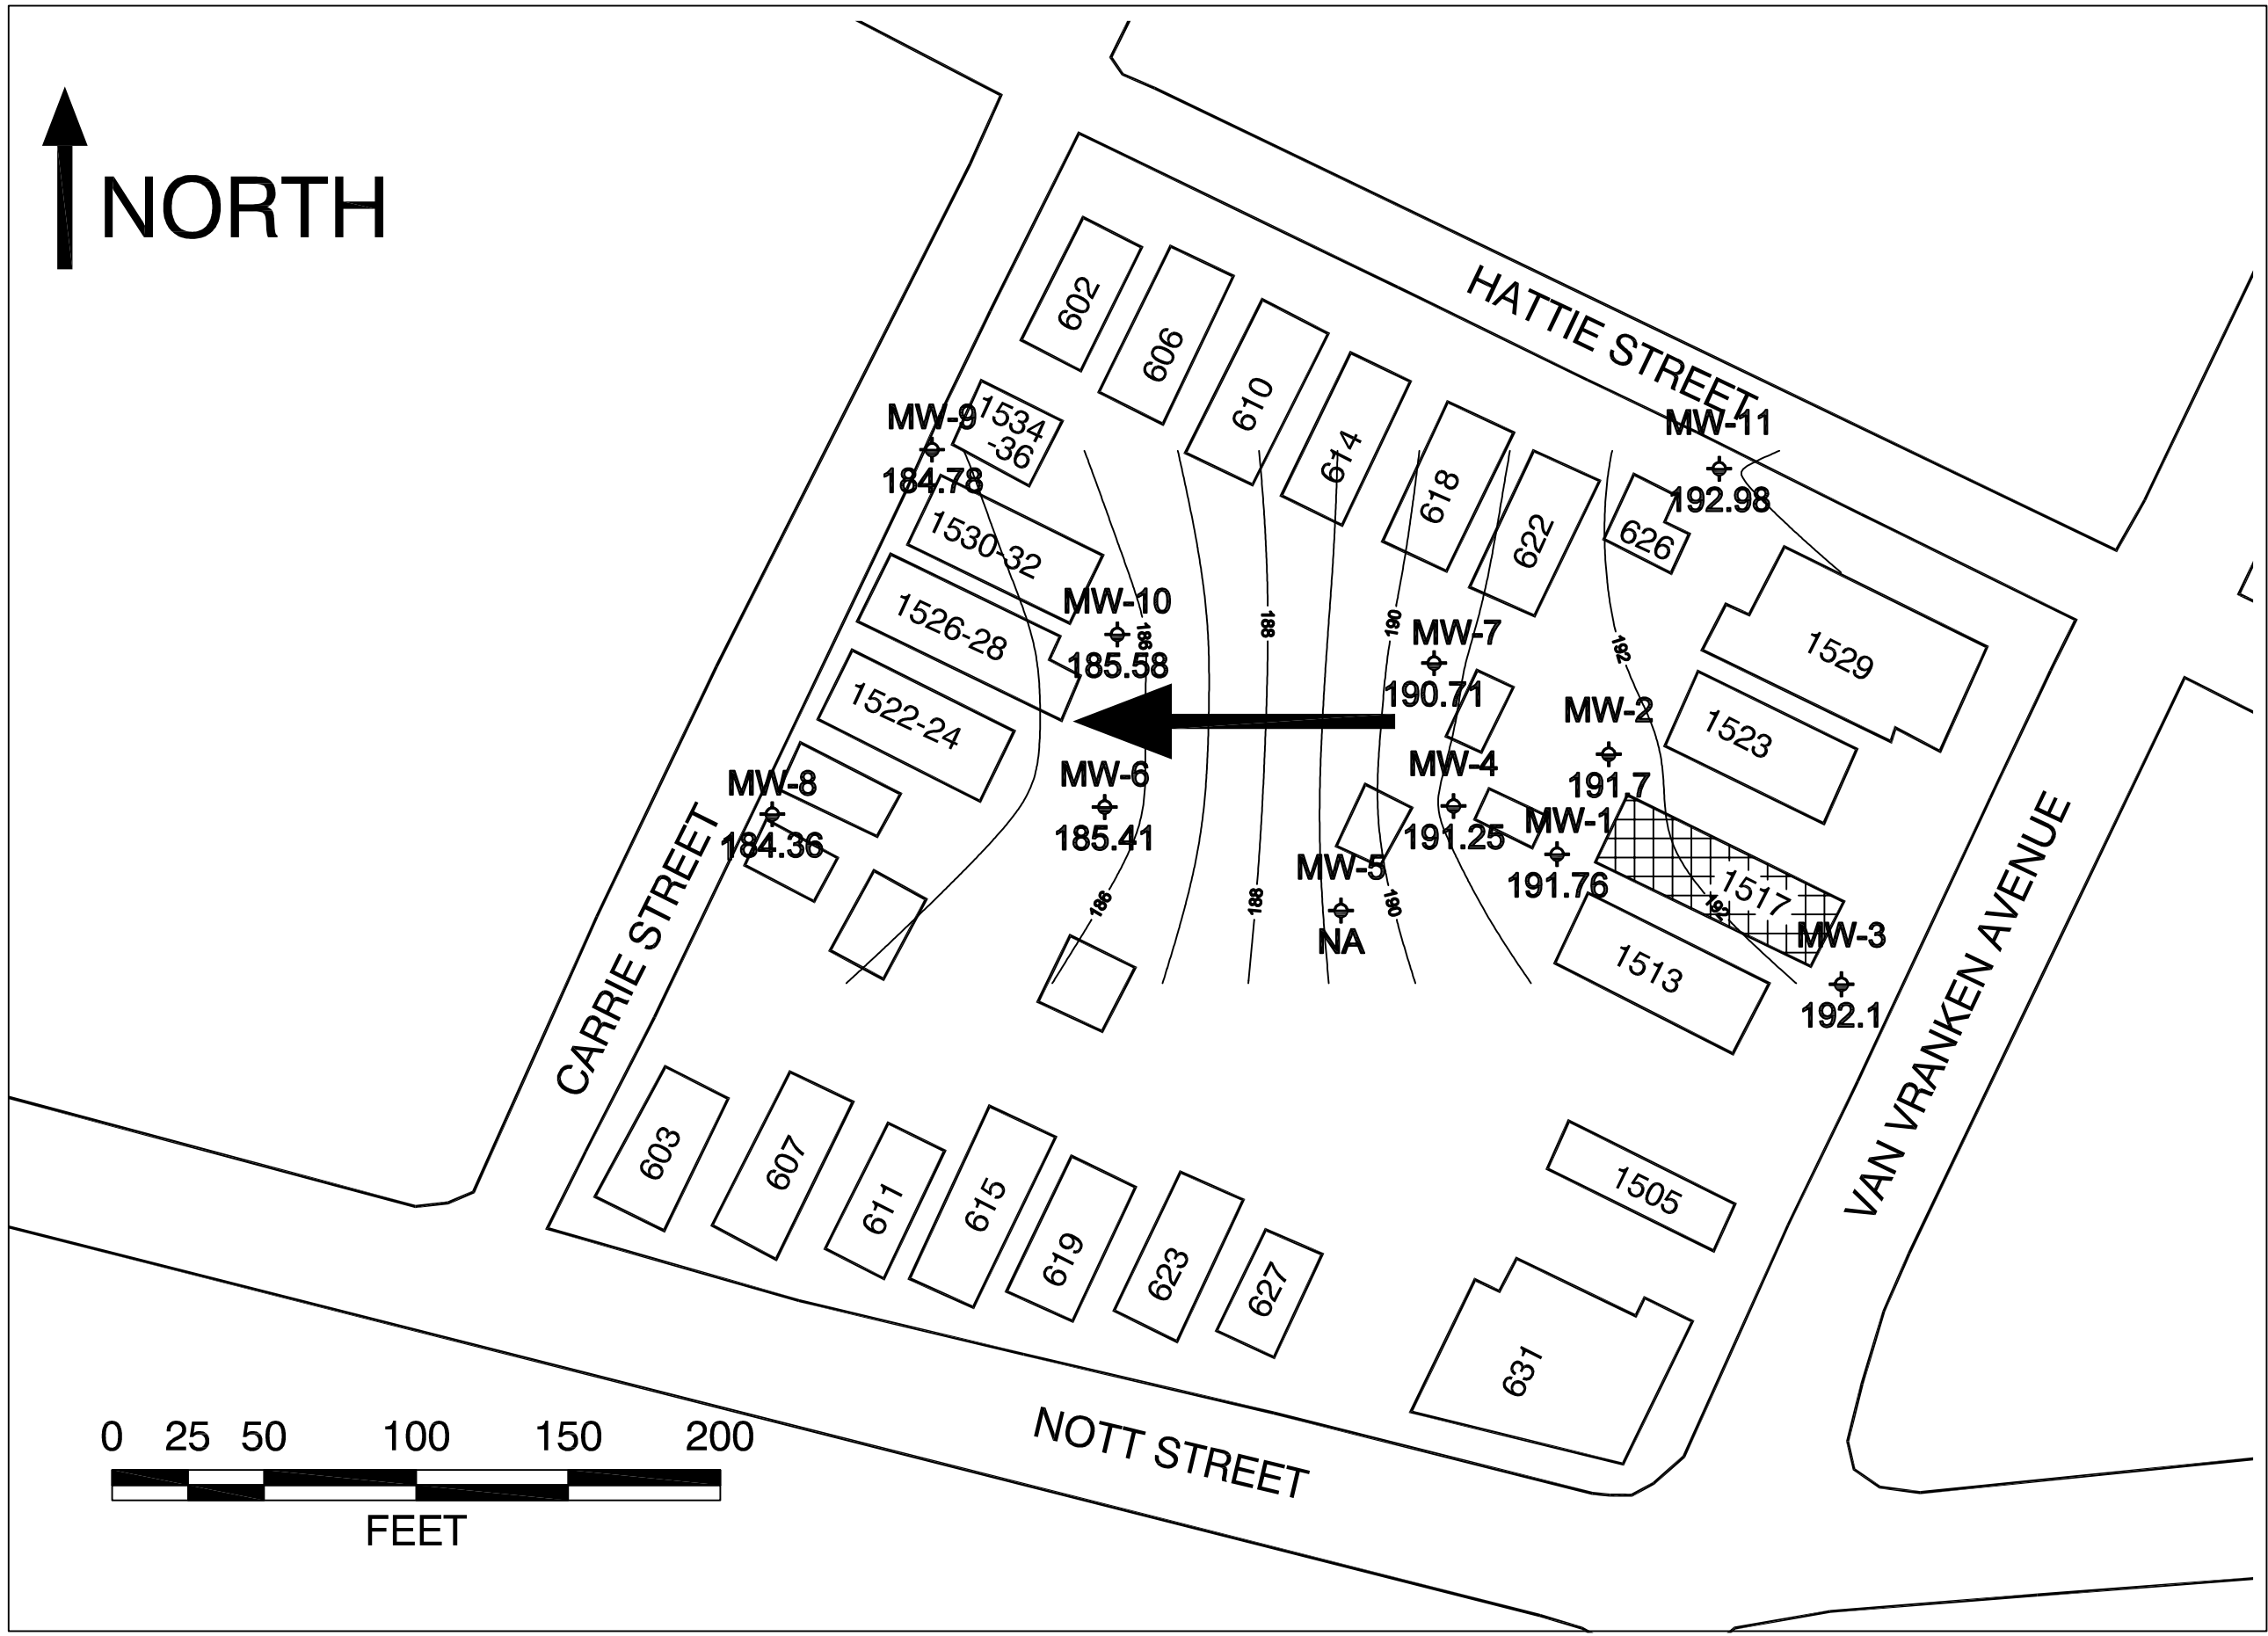 NORTH
HATTIE STREET
602
606
610
614
618
622
626
MW-11
192.98
MW-9
184.78
1534
-36
1530-32
1526-28
1522-24
MW-10
185.58
186
188
190
192
MW-7
190.71
MW-2
191.7
1529
1523
MW-8
184.36
MW-6
185.41
MW-4
191.25
MW-1
191.76
MW-5
NA
186
188
190
192
1517
MW-3
192.1
1513
CARRIE STREET
VAN VRANKEN AVENUE
603
607
611
615
619
623
627
1505
631
NOTT STREET
0 25 50 100 150 200
FEET